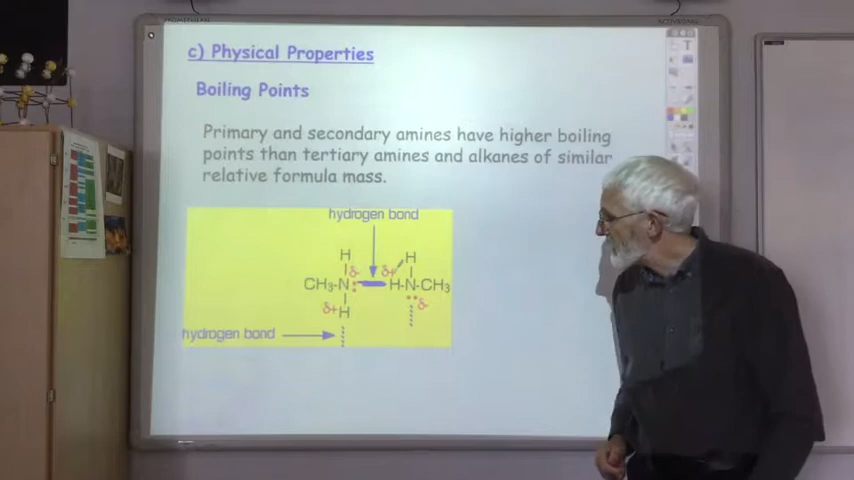 c) Physical Properties
Boiling Points
Primary and secondary amines have higher boiling
points than tertiary amines and alkanes of similar
relative formula mass.
hydrogen bond
H
H
δ-
δ+
CH3-N:
H-N-CH3
δ+
H
δ-
hydrogen bond